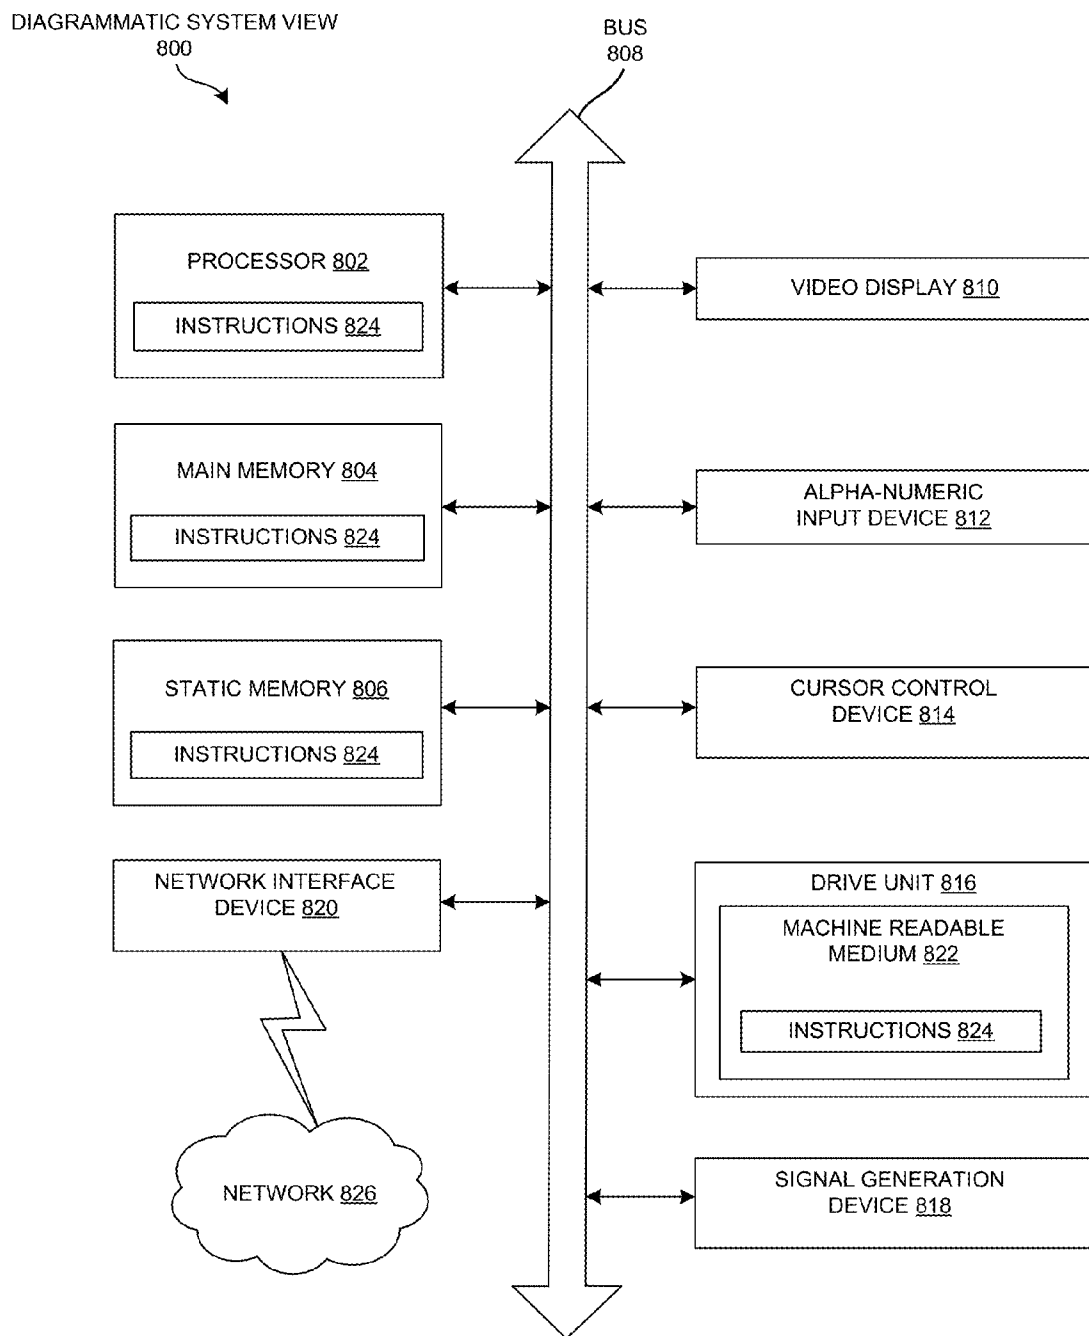 DIAGRAMMATIC SYSTEM VIEW
800
BUS
808
PROCESSOR 802
INSTRUCTIONS 824
MAIN MEMORY 804
INSTRUCTIONS 824
STATIC MEMORY 806
INSTRUCTIONS 824
NETWORK INTERFACE
DEVICE 820
NETWORK 826
VIDEO DISPLAY 810
ALPHA-NUMERIC
INPUT DEVICE 812
CURSOR CONTROL
DEVICE 814
DRIVE UNIT 816
MACHINE READABLE
MEDIUM 822
INSTRUCTIONS 824
SIGNAL GENERATION
DEVICE 818